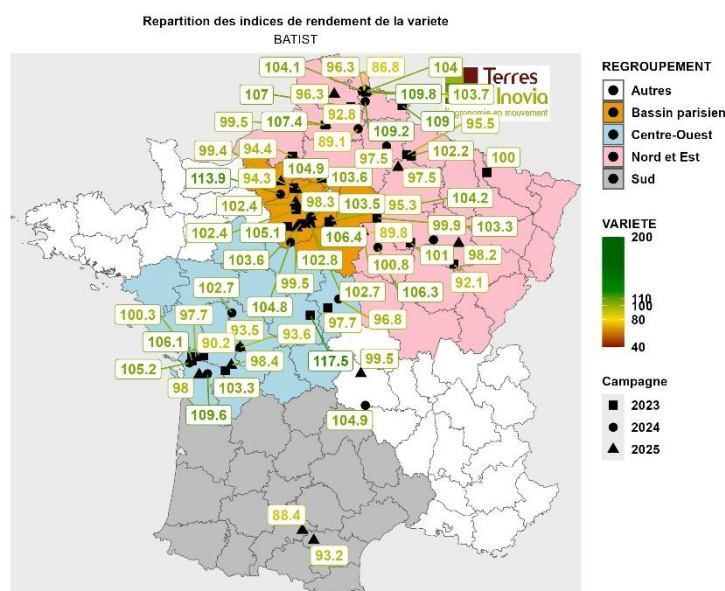 Repartition des indices de rendement de la variete
BATIST
104.1 96.3 86.8 104
Terres
Inovia
l'agronomie en mouvement
107 96.3 109.8 103.7
99.5 107.4 92.8 109.2 109 95.5
89.1
99.4 94.4 104.9 97.5 102.2 100
113.9 94.3 103.6 97.5 104.2
102.4 98.3 103.5 95.3
102.4 105.1 106.4 89.8 99.9 103.3
103.6 102.8 100.8 101 98.2
99.5 106.3 92.1
102.7 104.8 102.7
100.3 97.7 93.5 93.6 97.7 96.8
106.1 90.2
105.2 98.4 117.5 99.5
98 103.3
109.6 104.9
88.4
93.2
REGROUPEMENT
Autres
Bassin parisien
Centre-Ouest
Nord et Est
Sud
VARIETE
200
80
40
Campagne
2023
2024
2025